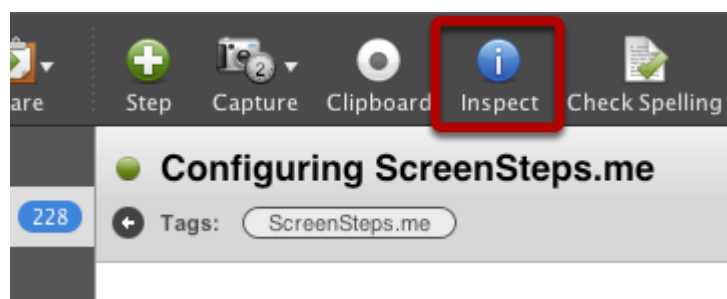 are Step Capture Clipboard Inspect Check Spelling
2
Configuring ScreenSteps.me
228
Tags: ScreenSteps.me